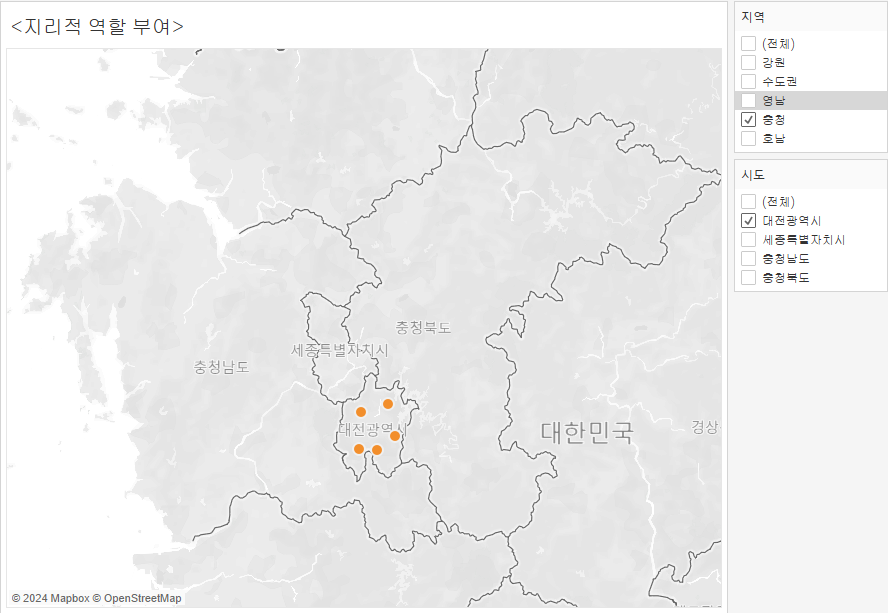 <지리적 역할 부여>
지역
(전체)
강원
수도권
영남
충청
호남
시도
(전체)
대전광역시
세종특별자치시
충청남도
충청북도
충청북도
세종특별자치시
충청남도
대전광역시
대한민국
경상
© 2024 Mapbox © OpenStreetMap